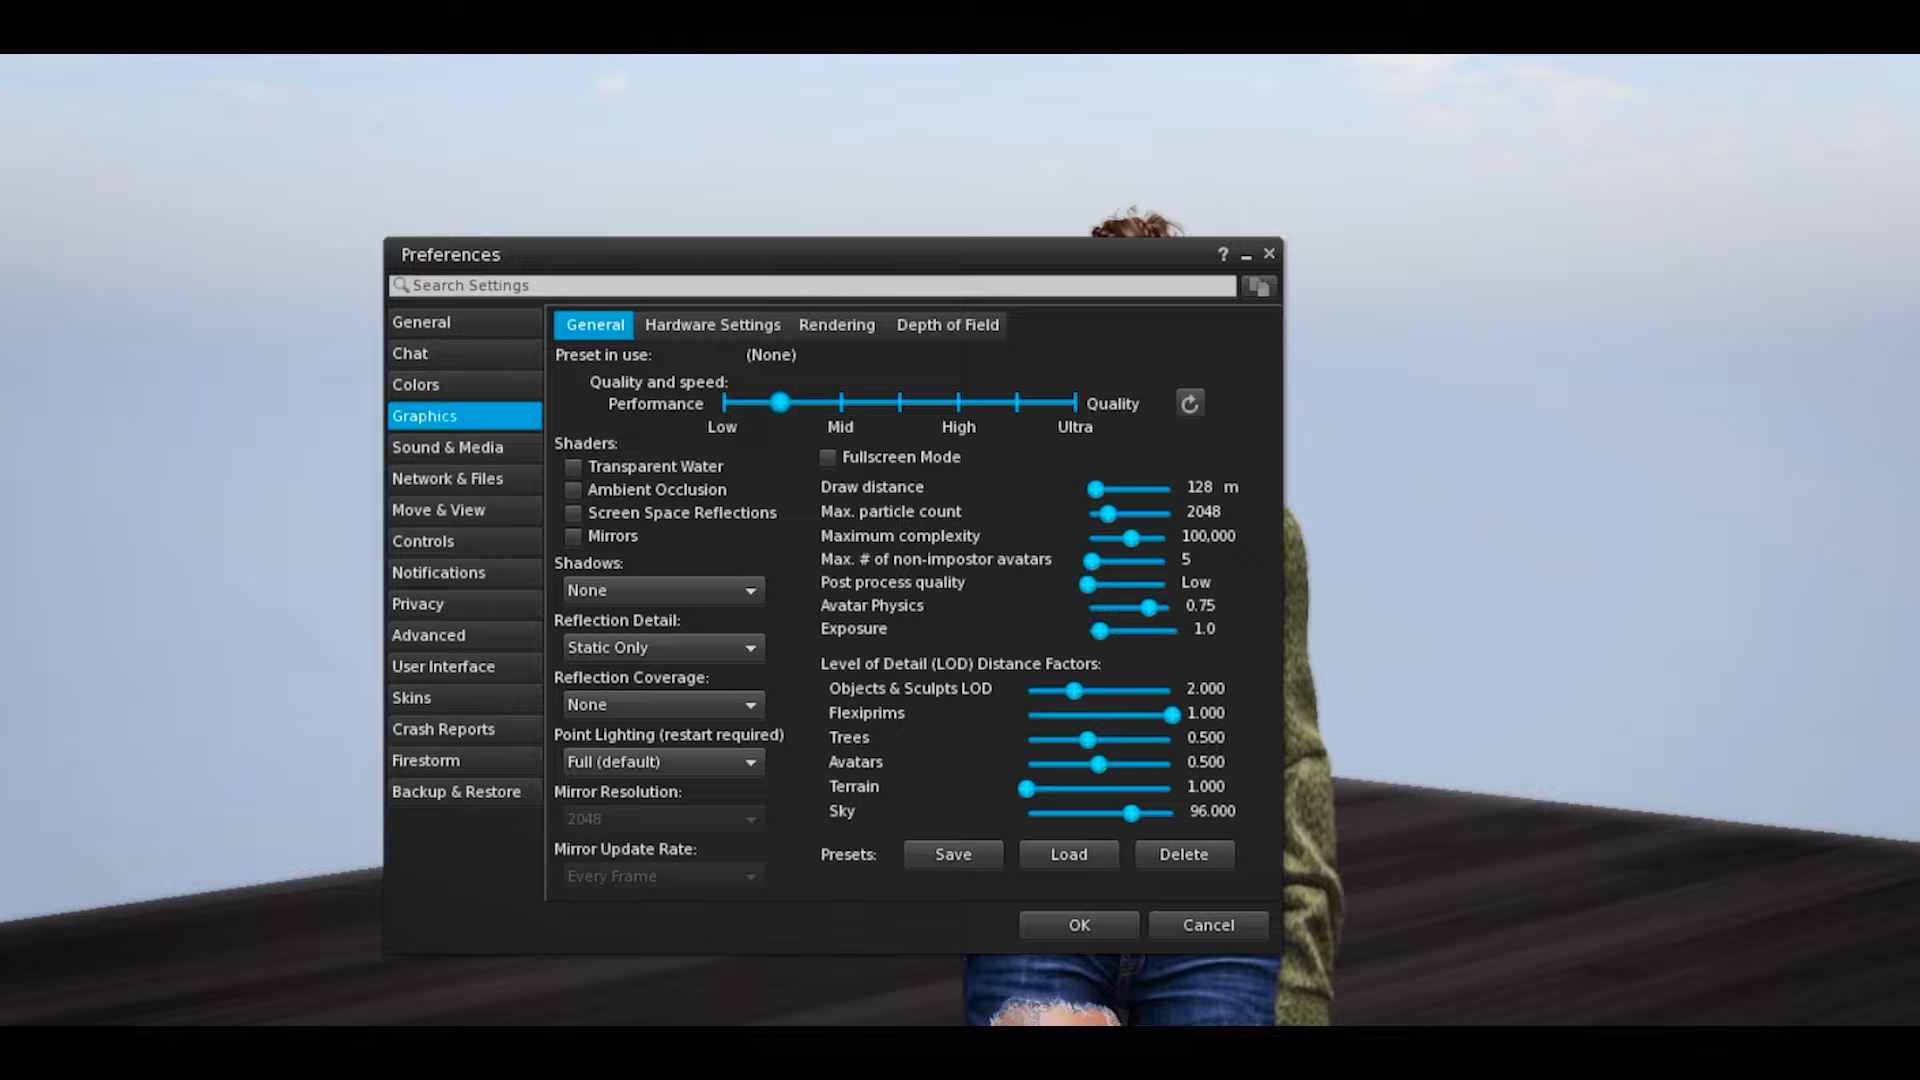 Preferences
?
Search Settings
General
Chat
Colors
Graphics
Sound & Media
Network & Files
Move & View
Controls
Notifications
Privacy
Advanced
User Interface
Skins
Crash Reports
Firestorm
Backup & Restore
General Hardware Settings Rendering Depth of Field
Preset in use: (None)
Quality and speed:
Performance Quality
Low Mid High Ultra
Shaders:
Transparent Water
Ambient Occlusion
Screen Space Reflections
Mirrors
Shadows:
None
Reflection Detail:
Static Only
Reflection Coverage:
None
Point Lighting (restart required)
Full (default)
Mirror Resolution:
2048
Mirror Update Rate:
Every Frame
Fullscreen Mode
Draw distance 128 m
Max. particle count 2048
Maximum complexity 100,000
Max. # of non-impostor avatars 5
Post process quality Low
Avatar Physics 0.75
Exposure 1.0
Level of Detail (LOD) Distance Factors:
Objects & Sculpts LOD 2.000
Flexiprims 1.000
Trees 0.500
Avatars 0.500
Terrain 1.000
Sky 96.000
Presets: Save Load Delete
OK Cancel